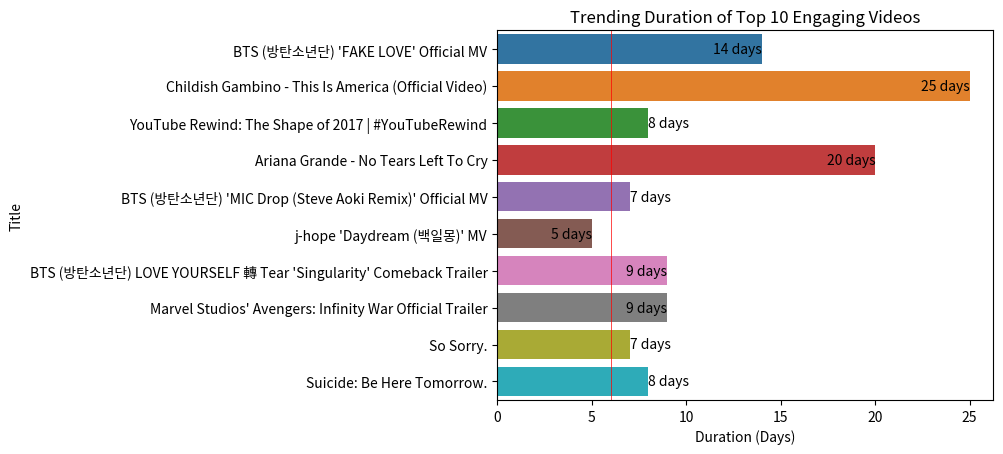 Trending Duration of Top 10 Engaging Videos
BTS (방탄소년단) 'FAKE LOVE' Official MV
14 days
Childish Gambino - This Is America (Official Video)
25 days
YouTube Rewind: The Shape of 2017 | #YouTubeRewind
8 days
Ariana Grande - No Tears Left To Cry
20 days
BTS (방탄소년단) 'MIC Drop (Steve Aoki Remix)' Official MV
7 days
j-hope 'Daydream (백일몽)' MV
5 days
BTS (방탄소년단) LOVE YOURSELF 轉 Tear 'Singularity' Comeback Trailer
9 days
Marvel Studios' Avengers: Infinity War Official Trailer
9 days
So Sorry.
7 days
Suicide: Be Here Tomorrow.
8 days
Title
0 5 10 15 20 25
Duration (Days)